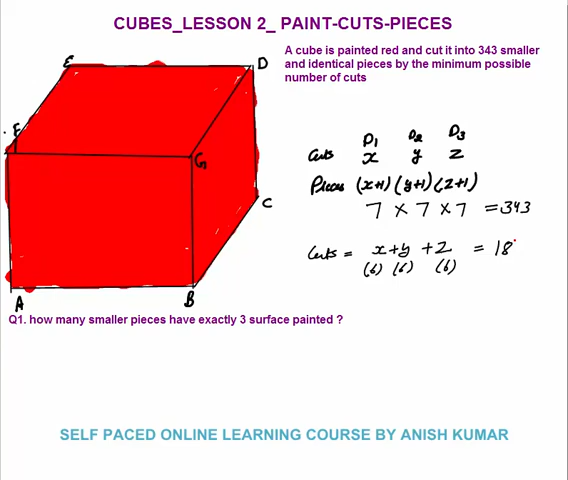 CUBES_LESSON 2_ PAINT-CUTS-PIECES
A cube is painted red and cut it into 343 smaller
and identical pieces by the minimum possible
number of cuts
E
D
F
G
C
A
B
D1 D2 D3
Cuts x y z
Pieces (x+1) (y+1) (z+1)
7 × 7 × 7 = 343
Cuts = x+y +z = 18
(6) (6) (6)
Q1. how many smaller pieces have exactly 3 surface painted ?
SELF PACED ONLINE LEARNING COURSE BY ANISH KUMAR